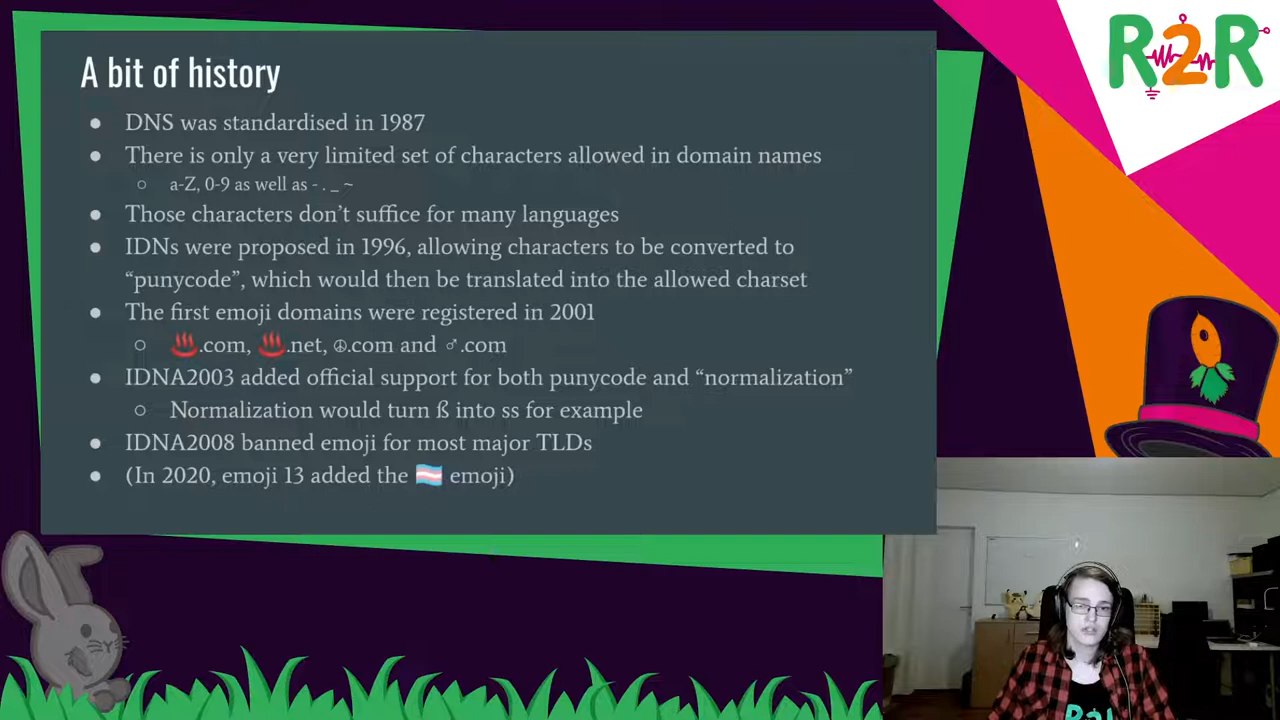 A bit of history
R2R
● DNS was standardised in 1987
● There is only a very limited set of characters allowed in domain names
○ a-Z, 0-9 as well as - . _ ~
● Those characters don’t suffice for many languages
● IDNs were proposed in 1996, allowing characters to be converted to
“punycode”, which would then be translated into the allowed charset
● The first emoji domains were registered in 2001
○ ♨️.com, ♨️.net, ☮.com and ♂.com
● IDNA2003 added official support for both punycode and “normalization”
○ Normalization would turn ß into ss for example
● IDNA2008 banned emoji for most major TLDs
● (In 2020, emoji 13 added the 🏳️‍⚧️ emoji)
R2R